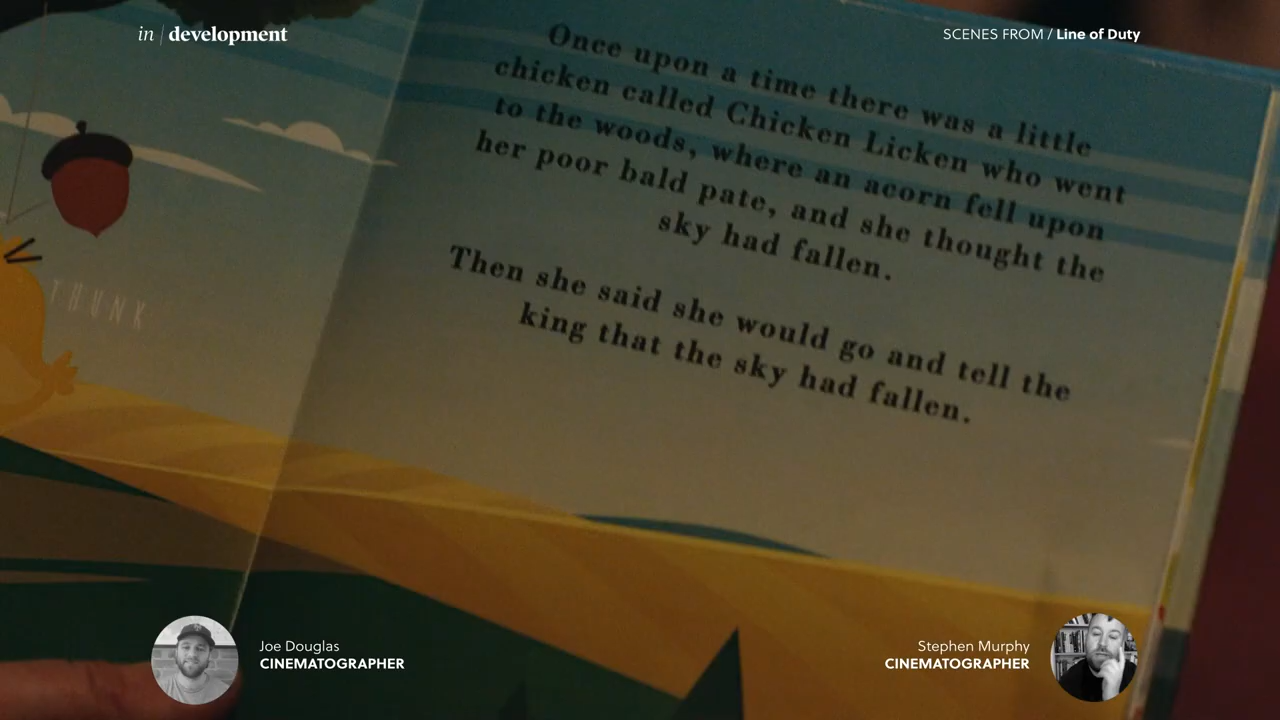 in | development
SCENES FROM / Line of Duty
Once upon a time there was a little
chicken called Chicken Licken who went
to the woods, where an acorn fell upon
her poor bald pate, and she thought the
sky had fallen.
Then she said she would go and tell the
king that the sky had fallen.
THUNK
Joe Douglas
CINEMATOGRAPHER
Stephen Murphy
CINEMATOGRAPHER